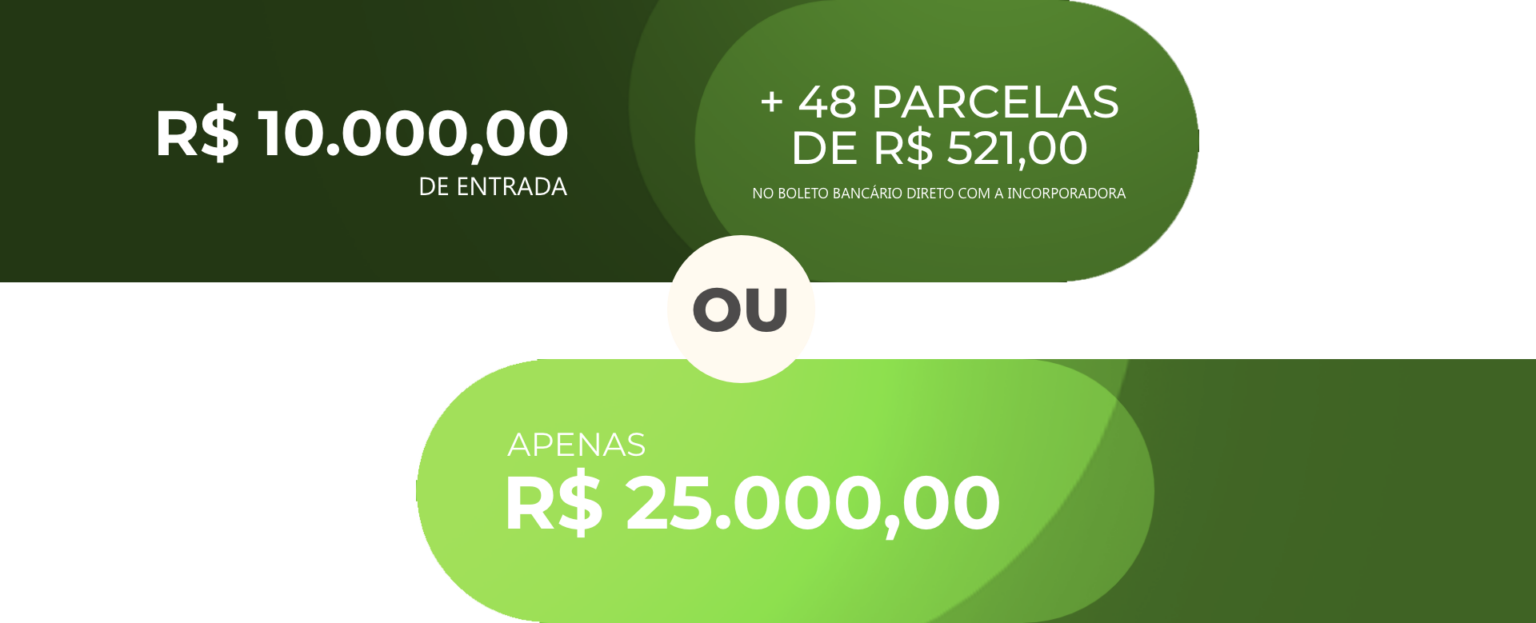 R$ 10.000,00
DE ENTRADA
+ 48 PARCELAS
DE R$ 521,00
NO BOLETO BANCÁRIO DIRETO COM A INCORPORADORA
OU
APENAS
R$ 25.000,00